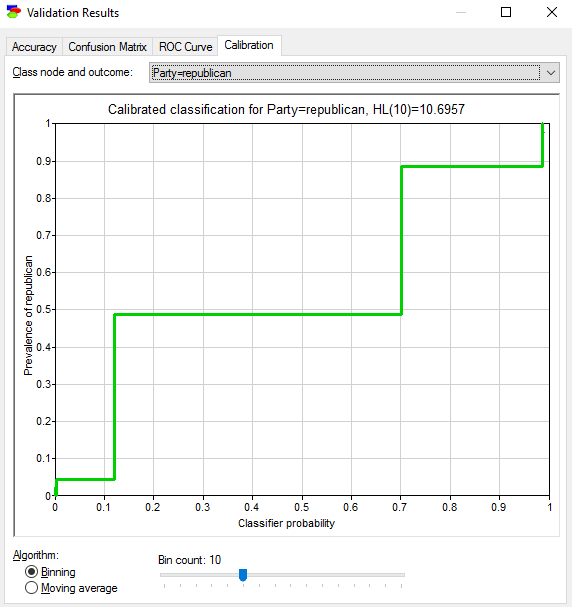 Validation Results
Accuracy Confusion Matrix ROC Curve Calibration
Class node and outcome: Party=republican
Calibrated classification for Party=republican, HL(10)=10.6957
1
0.9
0.8
0.7
0.6
0.5
0.4
0.3
0.2
0.1
0
Prevalence of republican
0 0.1 0.2 0.3 0.4 0.5 0.6 0.7 0.8 0.9 1
Classifier probability
Algorithm:
Binning
Moving average
Bin count: 10